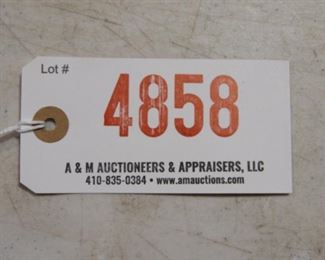 Lot #
4858
A & M AUCTIONEERS & APPRAISERS, LLC
410-835-0384 • www.amauctions.com